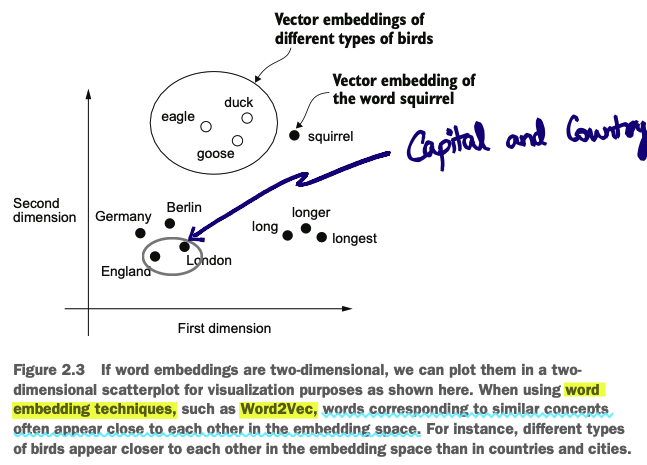 Vector embeddings of
different types of birds
Vector embedding of
the word squirrel
duck
eagle
squirrel
goose
Capital and Country
Second
dimension
Germany
Berlin
longer
long
longest
London
England
First dimension
Figure 2.3 If word embeddings are two-dimensional, we can plot them in a two-
dimensional scatterplot for visualization purposes as shown here. When using word
embedding techniques, such as Word2Vec, words corresponding to similar concepts
often appear close to each other in the embedding space. For instance, different types
of birds appear closer to each other in the embedding space than in countries and cities.